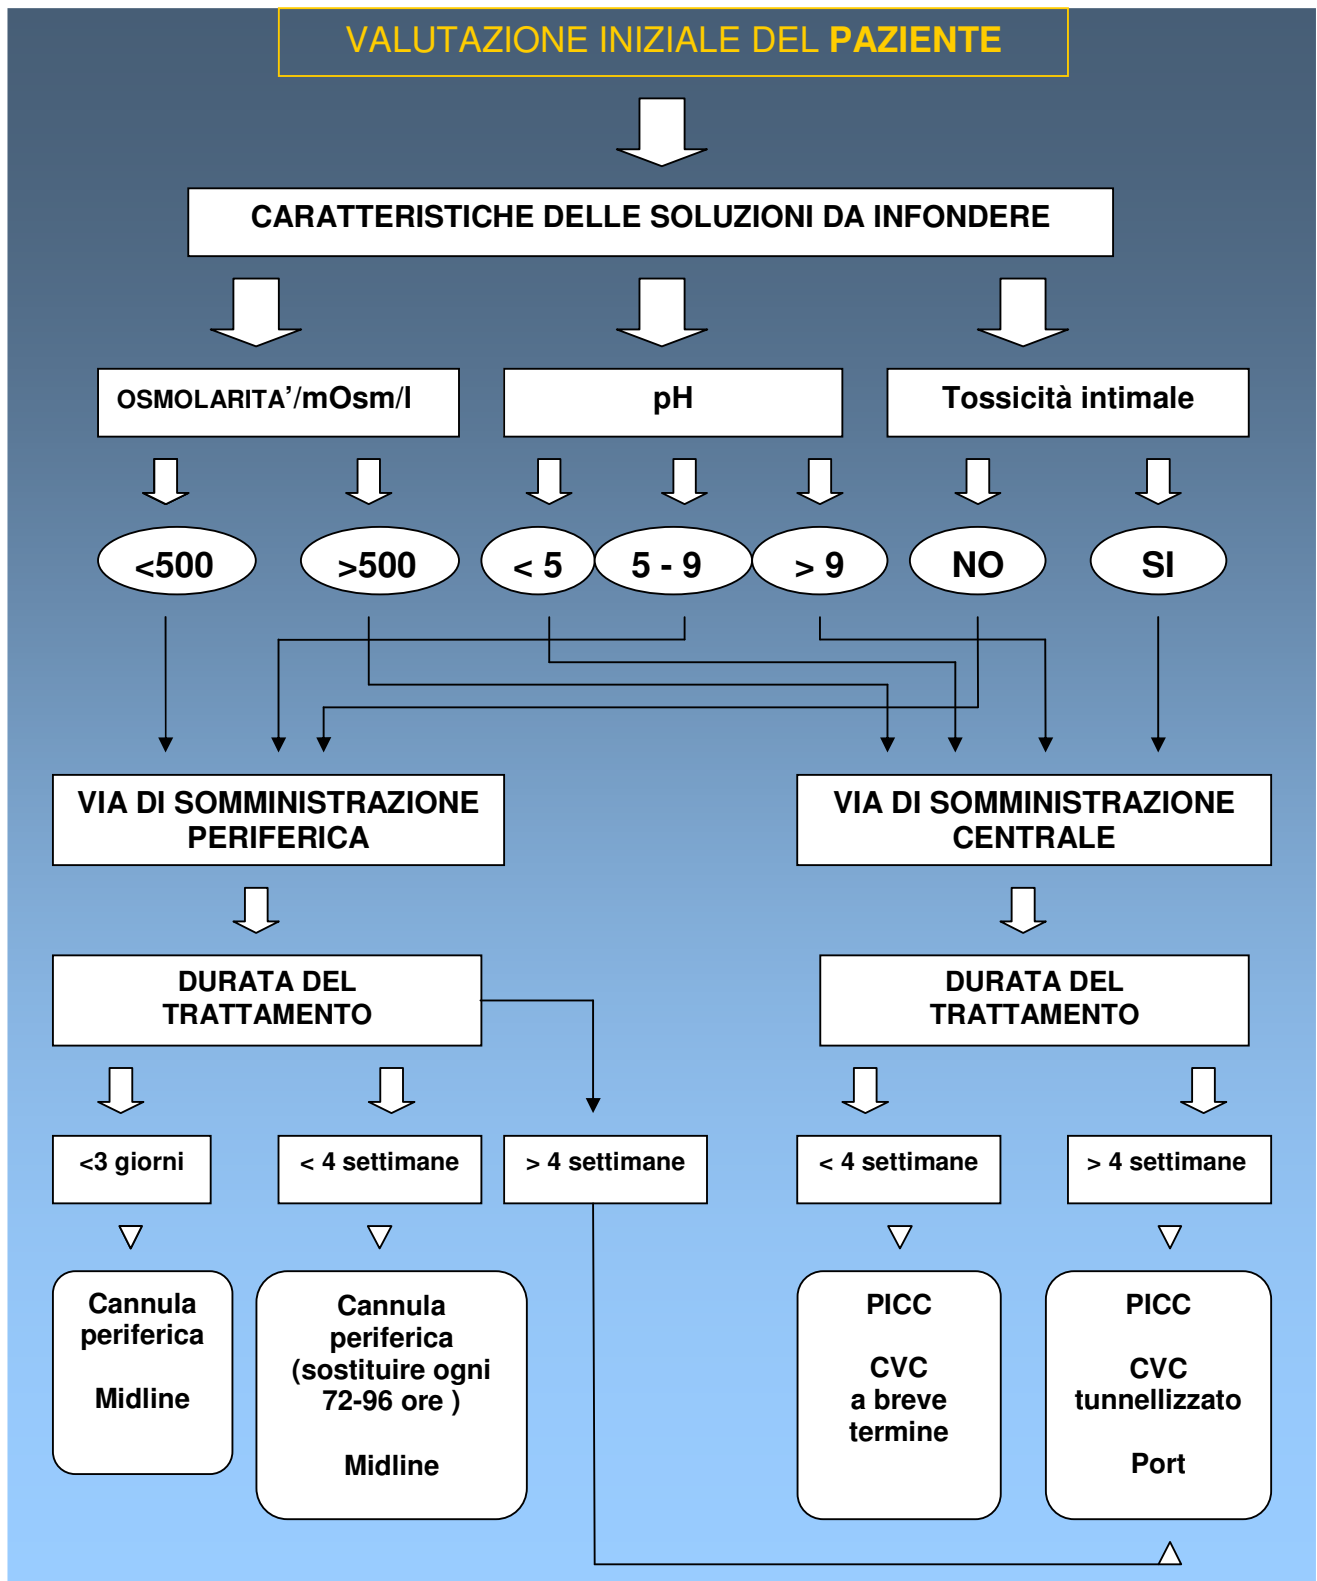 VALUTAZIONE INIZIALE DEL PAZIENTE
CARATTERISTICHE DELLE SOLUZIONI DA INFONDERE
OSMOLARITA'/mOsm/l
pH
Tossicità intimale
<500
>500
< 5
5 - 9
> 9
NO
SI
VIA DI SOMMINISTRAZIONE
PERIFERICA
VIA DI SOMMINISTRAZIONE
CENTRALE
DURATA DEL
TRATTAMENTO
DURATA DEL
TRATTAMENTO
<3 giorni
< 4 settimane
> 4 settimane
< 4 settimane
> 4 settimane
Cannula
periferica
Midline
Cannula
periferica
(sostituire ogni
72-96 ore )
Midline
PICC
CVC
a breve
termine
PICC
CVC
tunnellizzato
Port